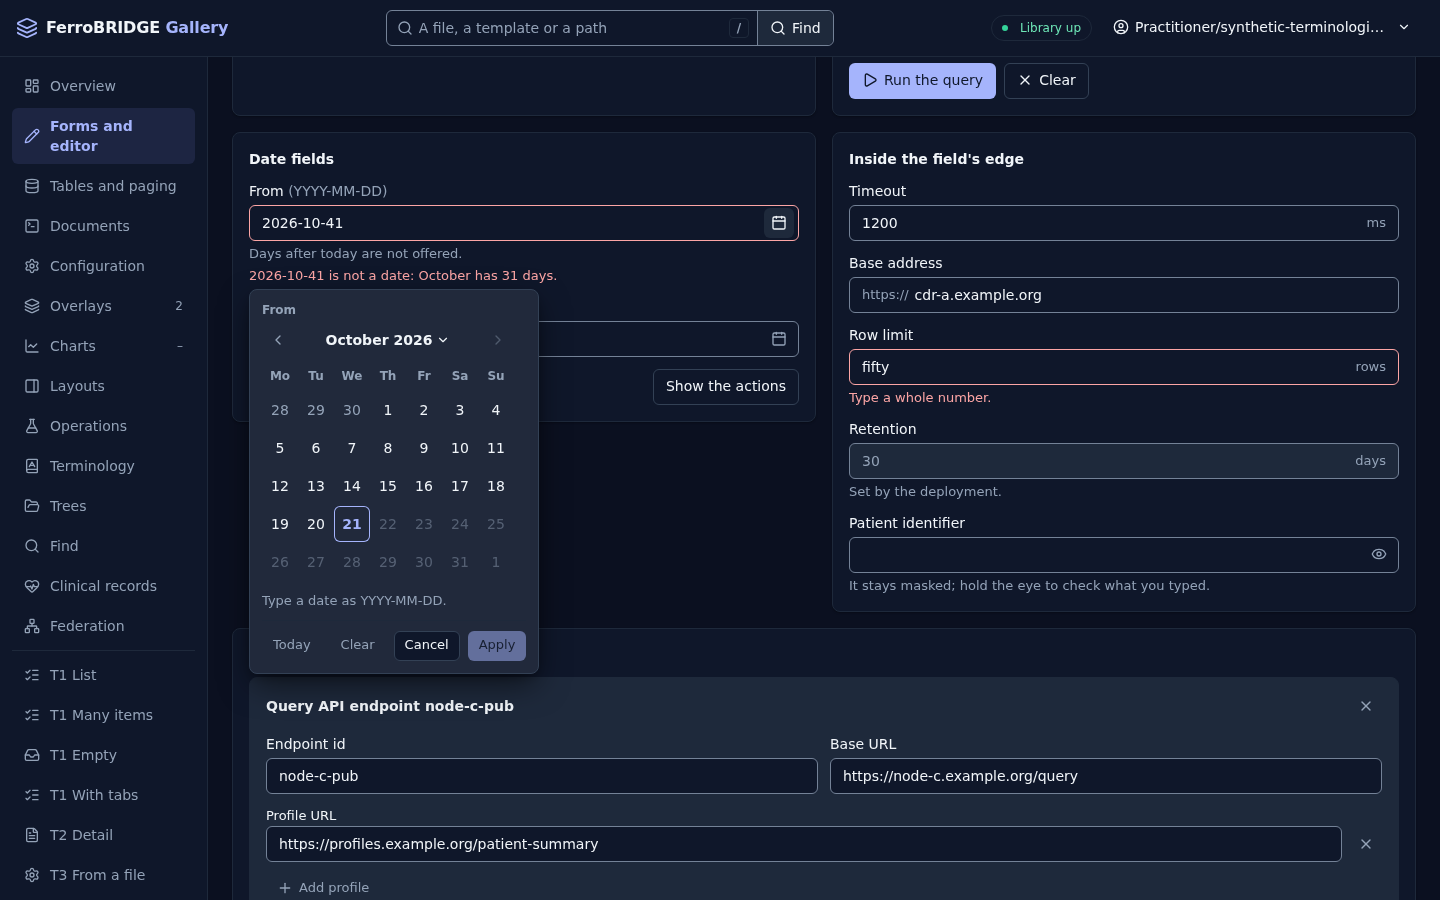 FerroBRIDGE Gallery
A file, a template or a path
/
Find
Library up
Practitioner/synthetic-terminologi...
Overview
Forms and
editor
Tables and paging
Documents
Configuration
Overlays 2
Charts –
Layouts
Operations
Terminology
Trees
Find
Clinical records
Federation
T1 List
T1 Many items
T1 Empty
T1 With tabs
T2 Detail
T3 From a file
Run the query
Clear
Date fields
From (YYYY-MM-DD)
2026-10-41
Days after today are not offered.
2026-10-41 is not a date: October has 31 days.
Show the actions
From
October 2026
Mo Tu We Th Fr Sa Su
28 29 30 1 2 3 4
5 6 7 8 9 10 11
12 13 14 15 16 17 18
19 20 21 22 23 24 25
26 27 28 29 30 31 1
Type a date as YYYY-MM-DD.
Today Clear Cancel Apply
Inside the field's edge
Timeout
1200 ms
Base address
https:// cdr-a.example.org
Row limit
fifty rows
Type a whole number.
Retention
30 days
Set by the deployment.
Patient identifier
It stays masked; hold the eye to check what you typed.
Query API endpoint node-c-pub
Endpoint id
node-c-pub
Base URL
https://node-c.example.org/query
Profile URL
https://profiles.example.org/patient-summary
Add profile